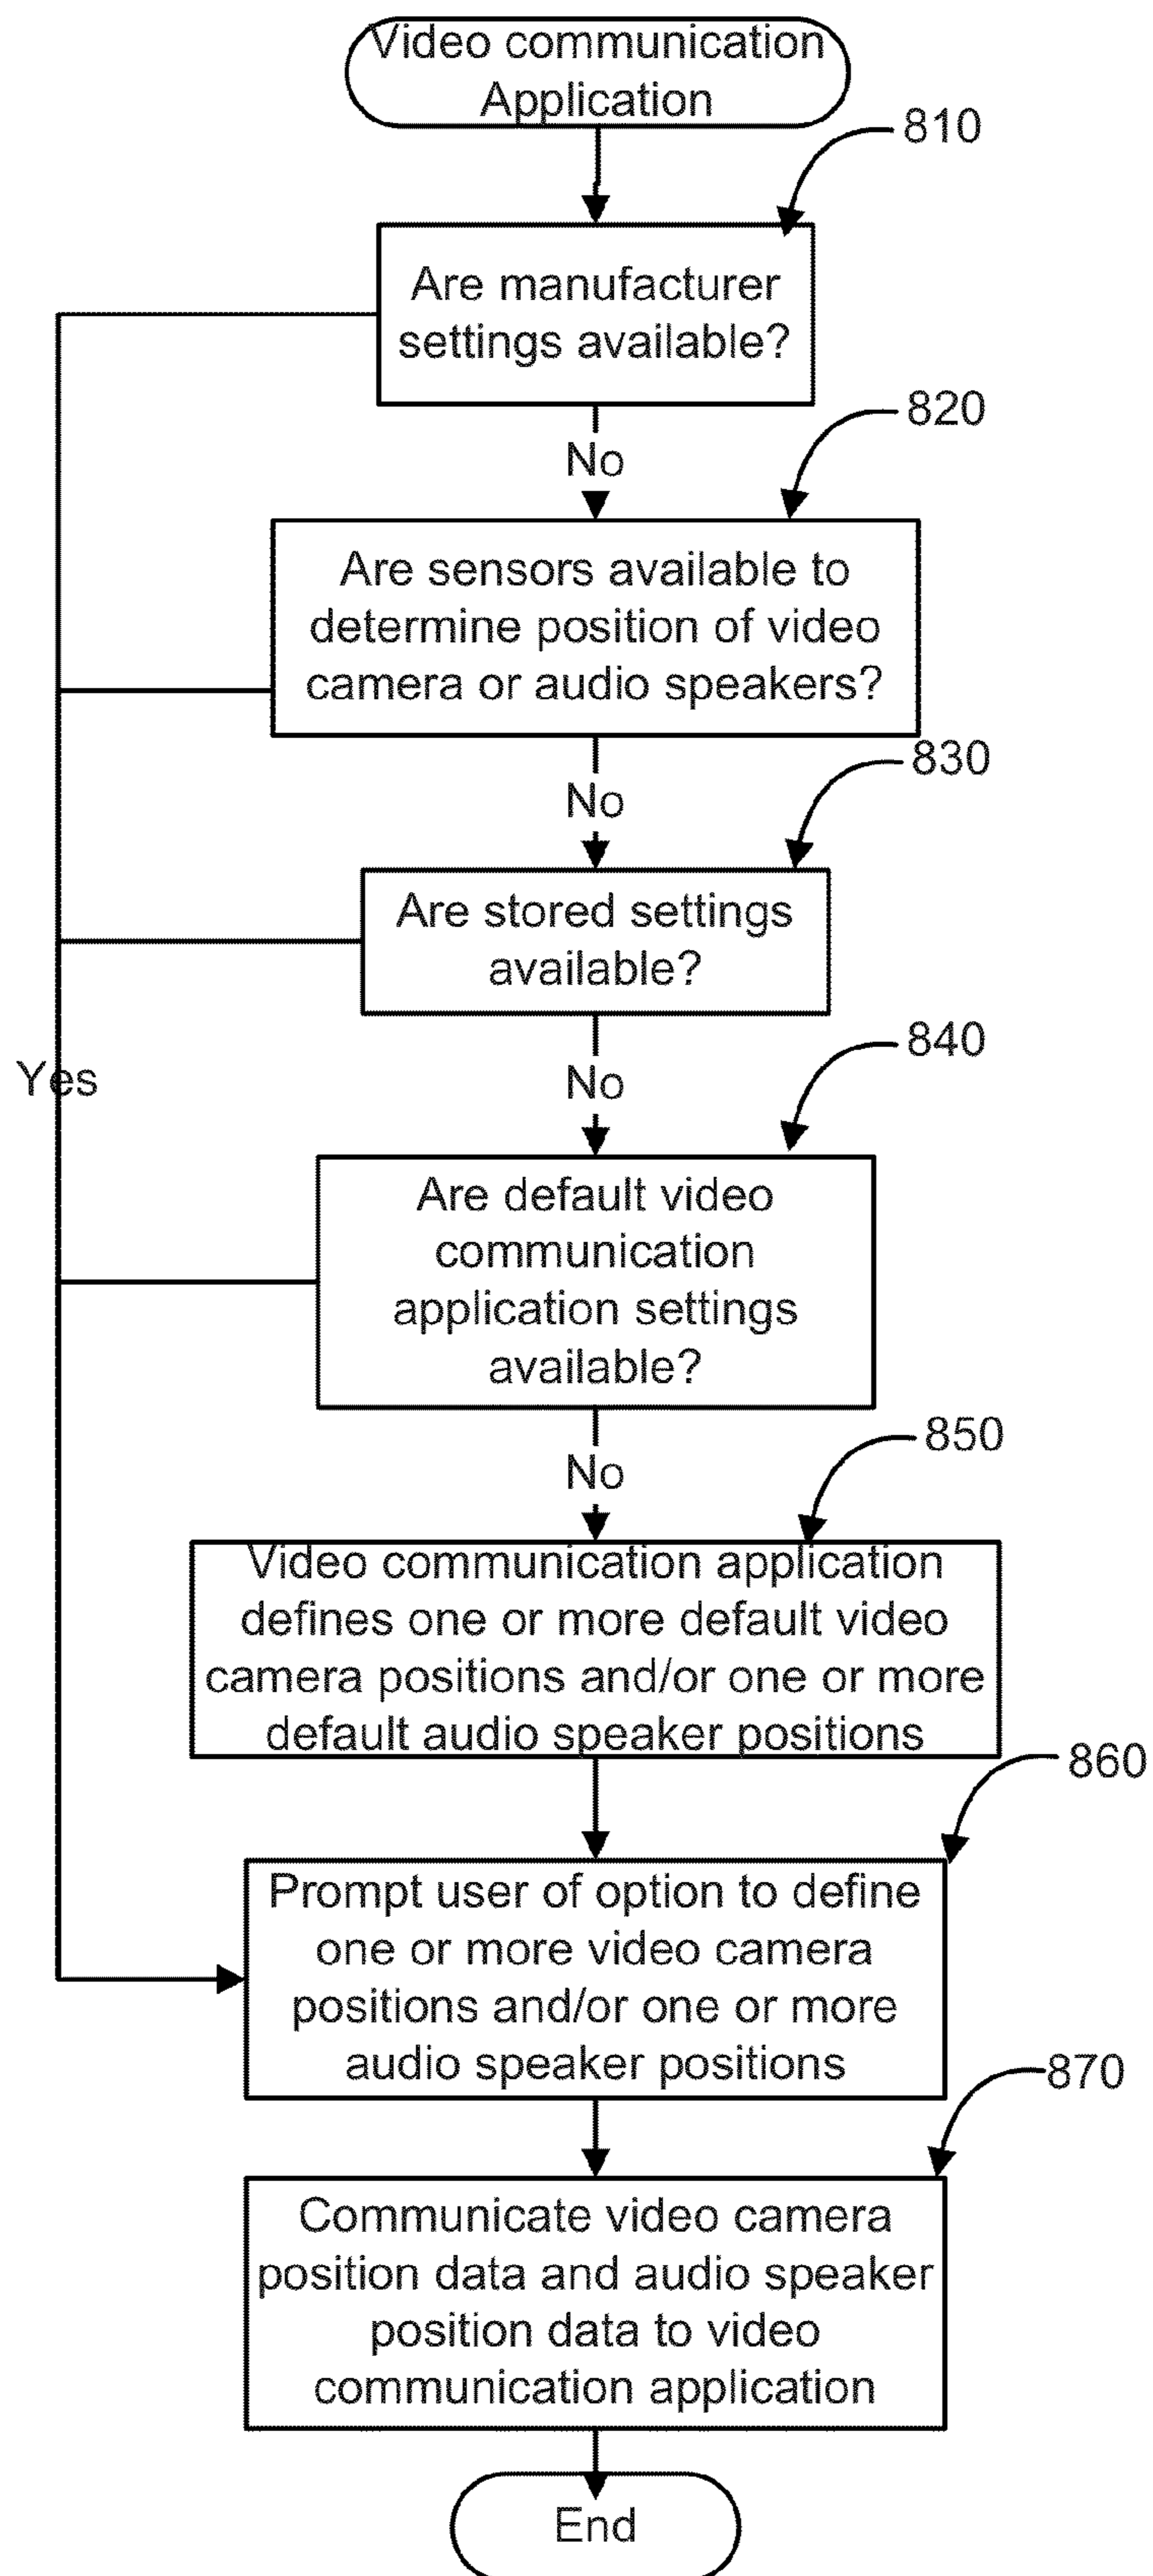 Video communication
Application
810
Are manufacturer
settings available?
820
No
Are sensors available to
determine position of video
camera or audio speakers?
830
No
Are stored settings
available?
840
Yes
No
Are default video
communication
application settings
available?
850
No
Video communication application
defines one or more default video
camera positions and/or one or more
default audio speaker positions
860
Prompt user of option to define
one or more video camera
positions and/or one or more
audio speaker positions
870
Communicate video camera
position data and audio speaker
position data to video
communication application
End